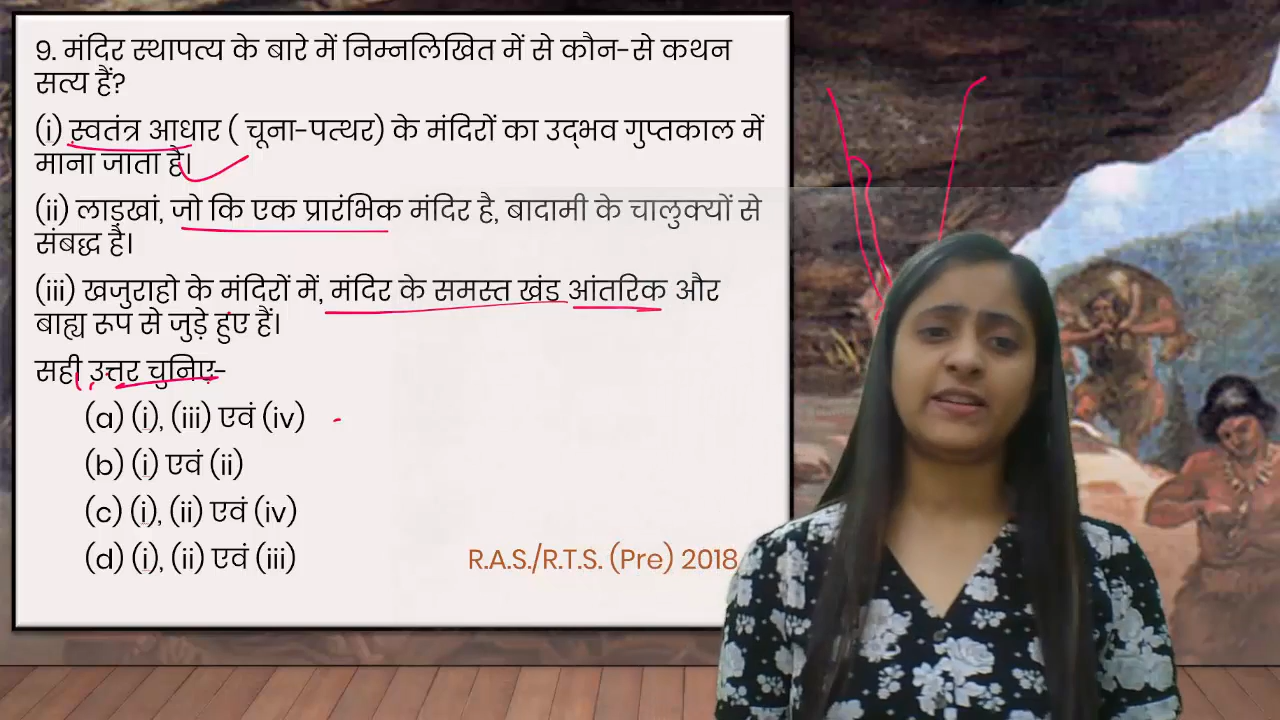 9. मंदिर स्थापत्य के बारे में निम्नलिखित में से कौन-से कथन
सत्य हैं?
(i) स्वतंत्र आधार ( चूना-पत्थर) के मंदिरों का उद्भव गुप्तकाल में
माना जाता है।
(ii) लाड़खां, जो कि एक प्रारंभिक मंदिर है, बादामी के चालुक्यों से
संबद्ध है।
(iii) खजुराहो के मंदिरों में, मंदिर के समस्त खंड आंतरिक और
बाह्य रूप से जुड़े हुए हैं।
सही उत्तर चुनिए-
(a) (i), (iii) एवं (iv)
(b) (i) एवं (ii)
(c) (i), (ii) एवं (iv)
(d) (i), (ii) एवं (iii)
R.A.S./R.T.S. (Pre) 2018